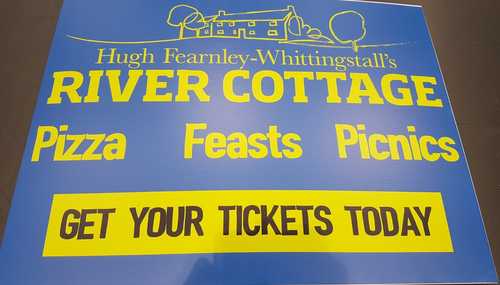 Hugh Fearnley-Whittingstall's
RIVER COTTAGE
Pizza Feasts Picnics
GET YOUR TICKETS TODAY